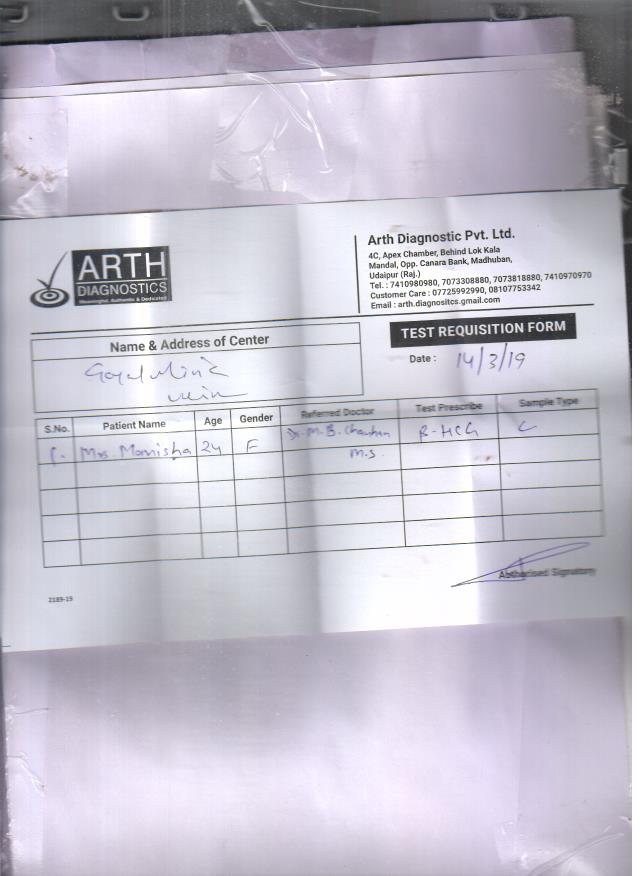 ARTH
DIAGNOSTICS
Meaningful, Authentic & Dedicated
Arth Diagnostic Pvt. Ltd.
4C, Apex Chamber, Behind Lok Kala
Mandal, Opp. Canara Bank, Madhuban,
Udaipur (Raj.)
Tel. : 7410980980, 7073308880, 7073818880, 7410970970
Customer Care : 07725992990, 08107753342
Email : arth.diagnositcs.gmail.com
Name & Address of Center
TEST REQUISITION FORM
Date : 14/3/19
S.No. Patient Name Age Gender Referred Doctor Test Prescribe Sample Type
1. Mrs. Manisha 24 F Dr. M. B. Chauhan B-HCG
M.S.
Authorised Signatory
2189-19